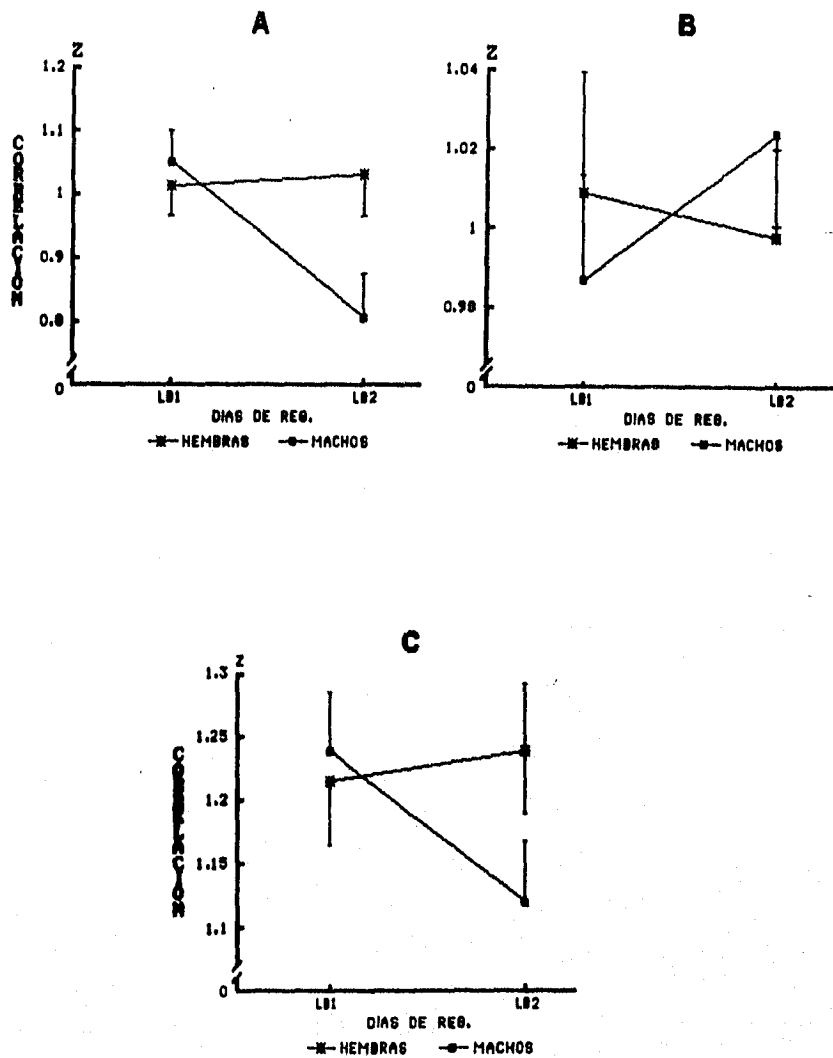 A
Z
1.2
1.1
1
0.9
0.8
0
CORRELACION
LB1 LB2
DIAS DE REG.
HEMBRAS MACHOS
B
Z
1.04
1.02
1
0.98
0
LB1 LB2
DIAS DE REG.
HEMBRAS MACHOS
C
Z
1.3
1.25
1.2
1.15
1.1
0
CORRELACION
LB1 LB2
DIAS DE REG.
HEMBRAS MACHOS